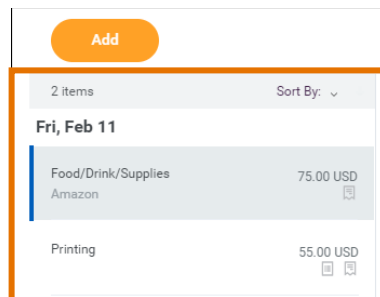 Add
2 items Sort By:
Fri, Feb 11
Food/Drink/Supplies 75.00 USD
Amazon
Printing 55.00 USD